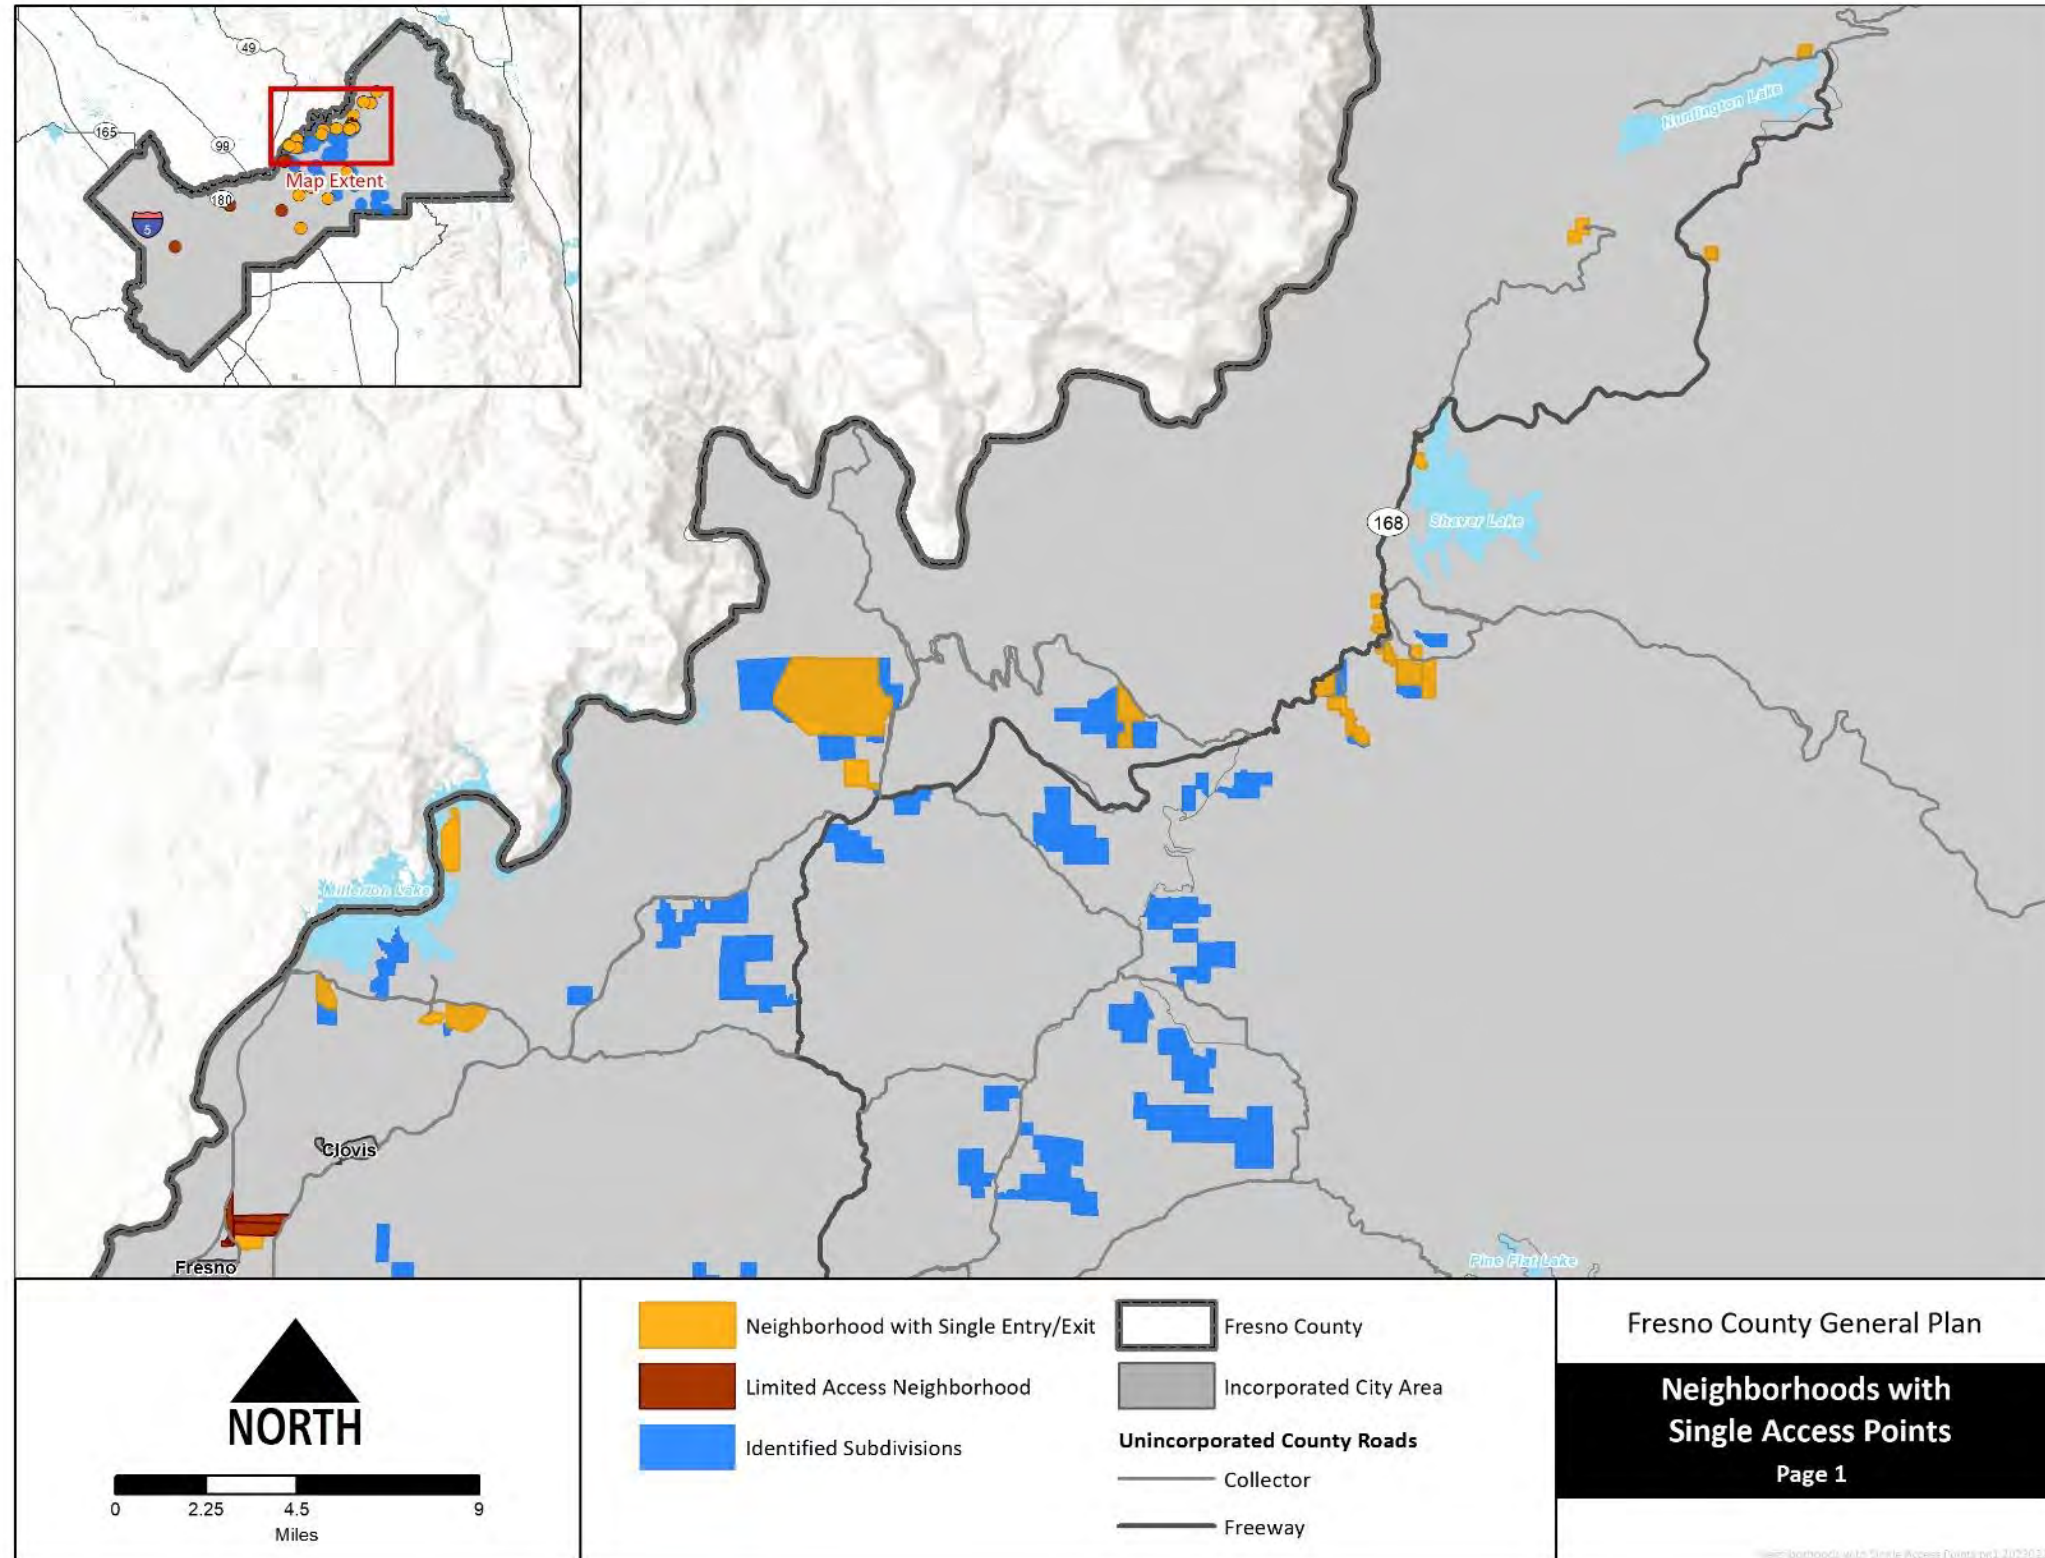 49
165
99
180
5
Map Extent
Huntington Lake
168
Shaver Lake
Millerton Lake
Clovis
Fresno
Pine Flat Lake
NORTH
0 2.25 4.5 9
Miles
Neighborhood with Single Entry/Exit
Limited Access Neighborhood
Identified Subdivisions
Fresno County
Incorporated City Area
Unincorporated County Roads
Collector
Freeway
Fresno County General Plan
Neighborhoods with
Single Access Points
Page 1